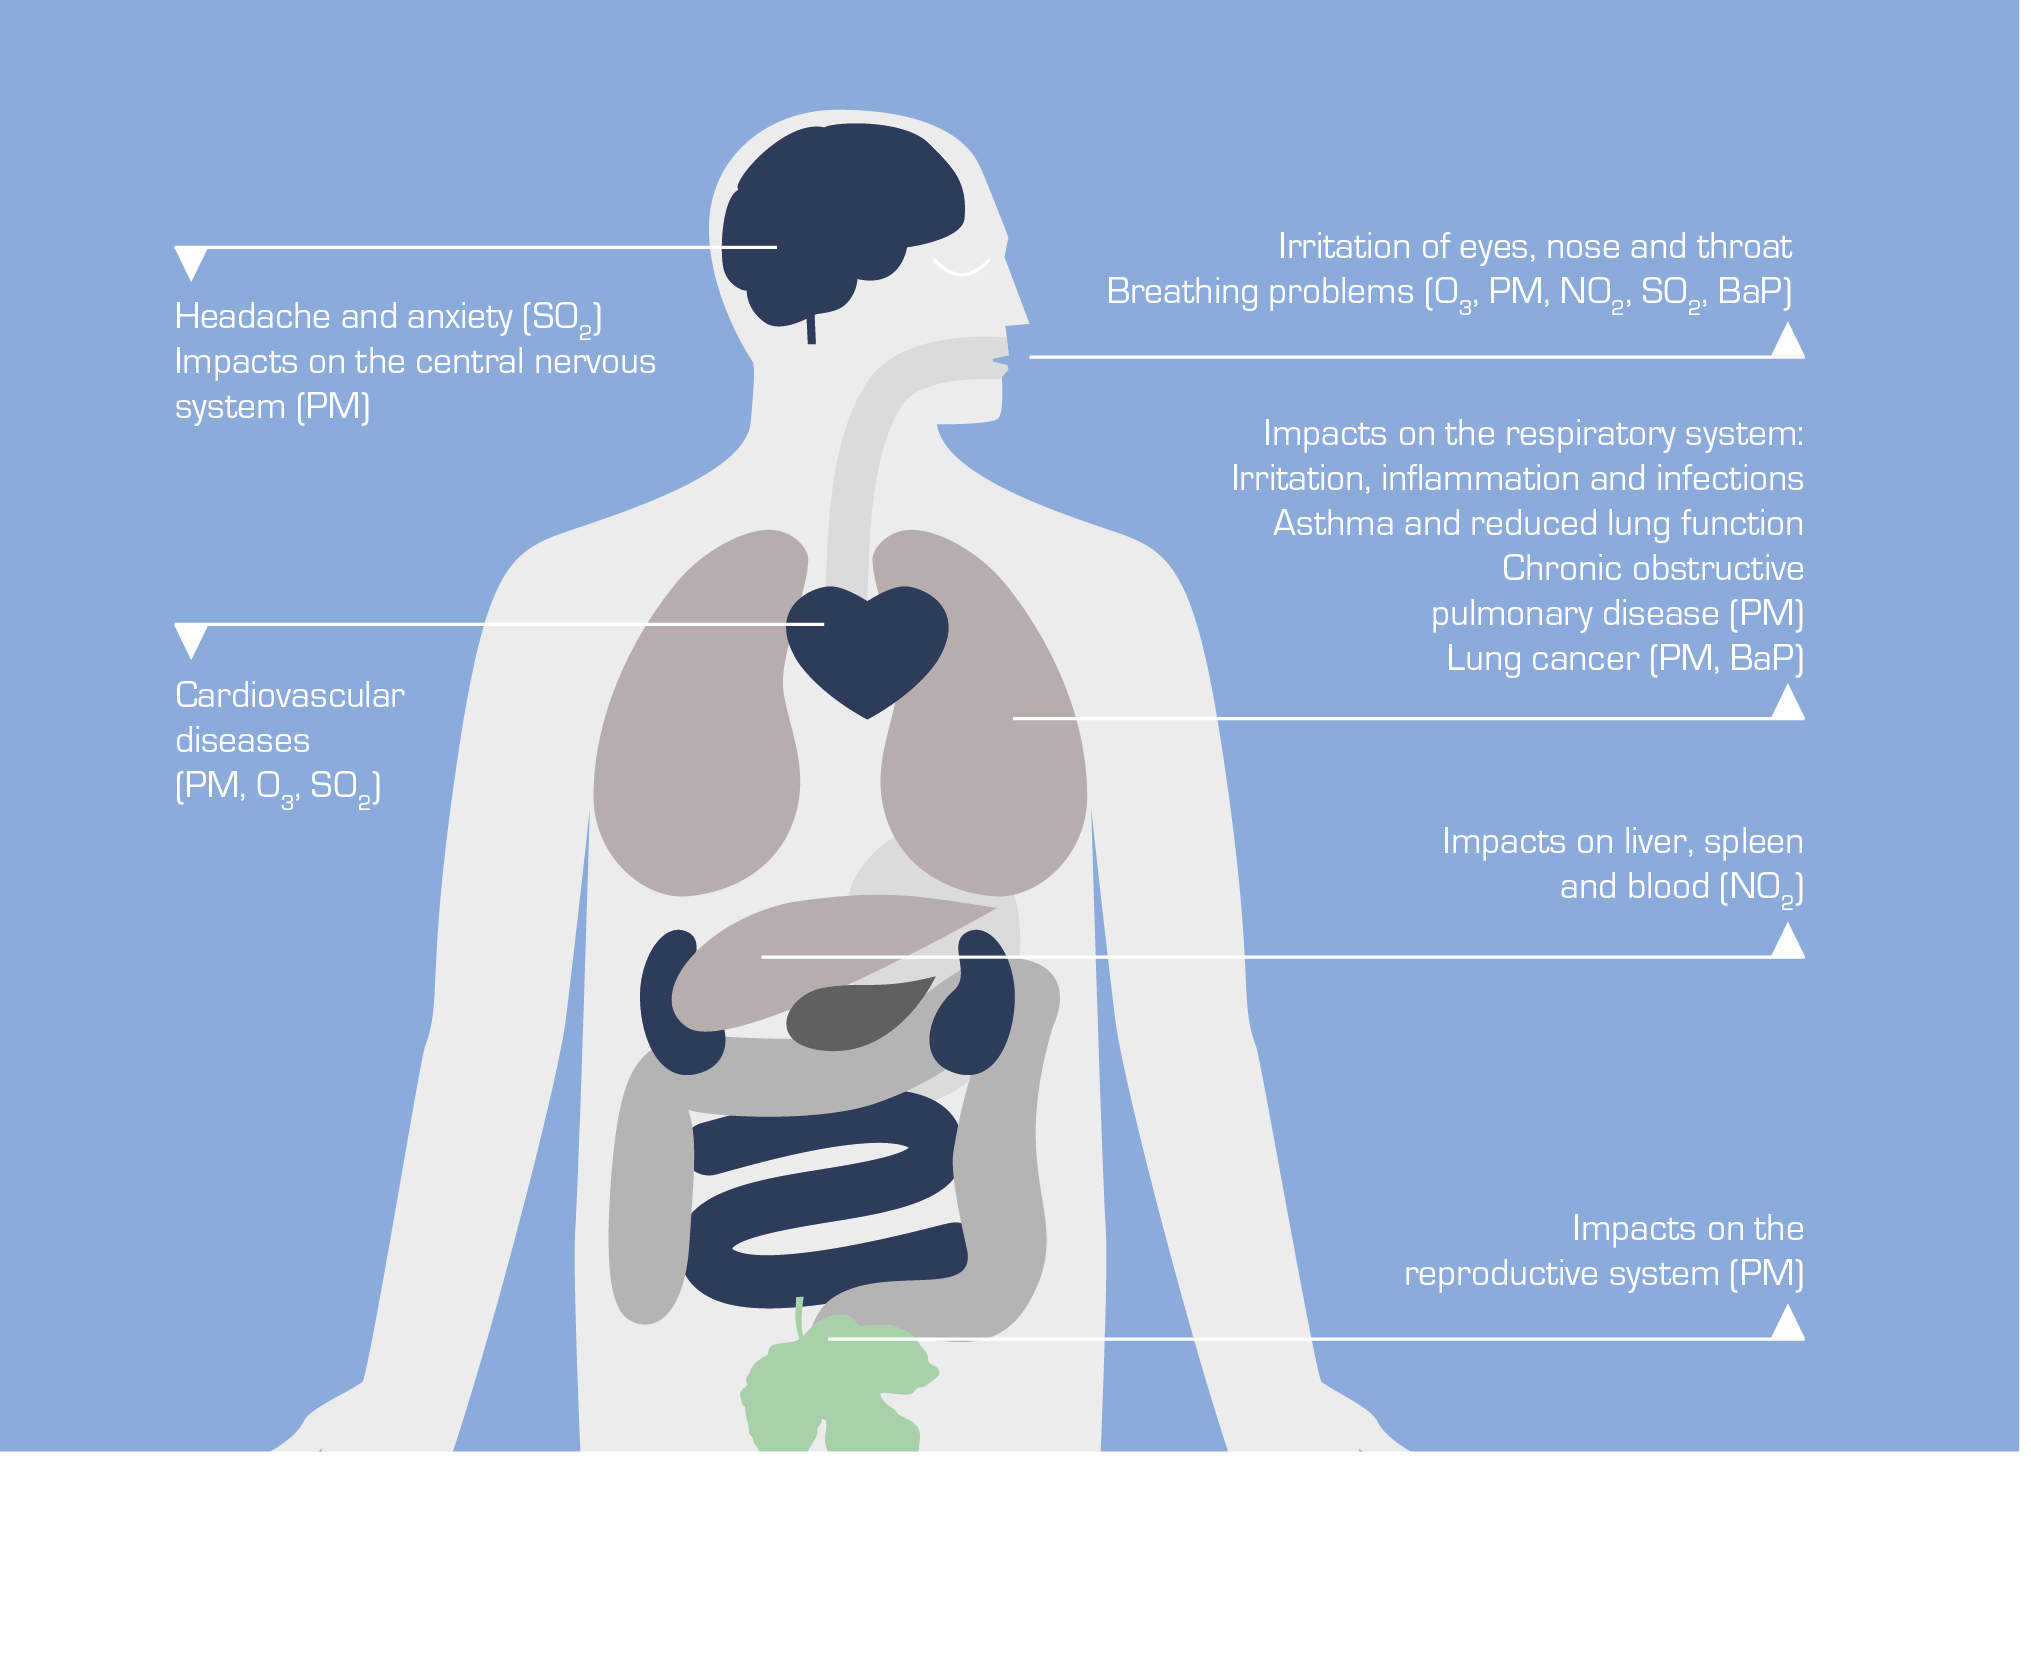 Headache and anxiety (SO₂)
Impacts on the central nervous
system (PM)
Cardiovascular
diseases
(PM, O₃, SO₂)
Irritation of eyes, nose and throat
Breathing problems (O₃, PM, NO₂, SO₂, BaP)
Impacts on the respiratory system:
Irritation, inflammation and infections
Asthma and reduced lung function
Chronic obstructive
pulmonary disease (PM)
Lung cancer (PM, BaP)
Impacts on liver, spleen
and blood (NO₂)
Impacts on the
reproductive system (PM)